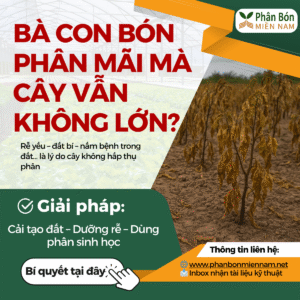 Phân Bón
MIỀN NAM
BÀ CON BÓN
PHÂN MÃI MÀ
CÂY VẪN
KHÔNG LỚN?
Rễ yếu – đất bí – nấm bệnh trong
đất... là lý do cây không hấp thụ
phân
Giải pháp:
Cải tạo đất – Dưỡng rễ – Dùng
phân sinh học
Bí quyết tại đây
Thông tin liên hệ:
www.phanbonmiennam.net
Inbox nhận tài liệu kỹ thuật